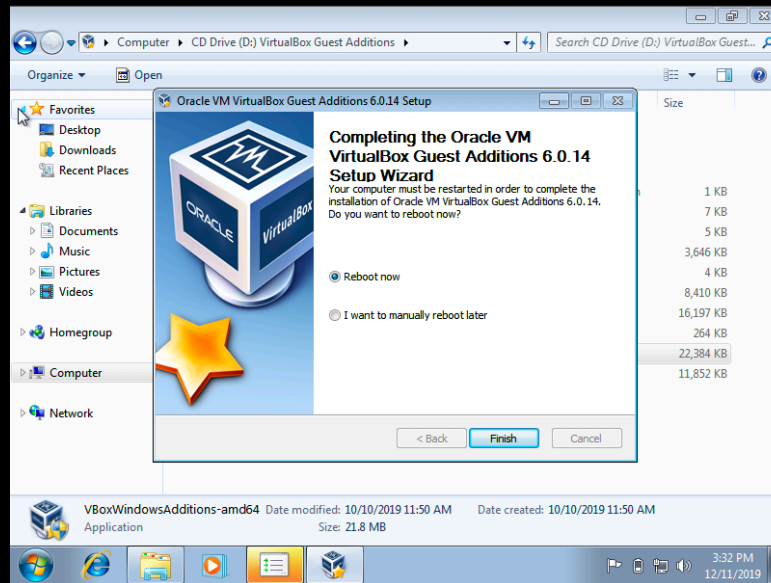 Computer ▸ CD Drive (D:) VirtualBox Guest Additions ▸
Search CD Drive (D:) VirtualBox Guest...
Organize
Open
Oracle VM VirtualBox Guest Additions 6.0.14 Setup
Size
Favorites
Desktop
Downloads
Recent Places
Libraries
Documents
Music
Pictures
Videos
Homegroup
Computer
Network
ORACLE
VirtualBox
Completing the Oracle VM
VirtualBox Guest Additions 6.0.14
Setup Wizard
Your computer must be restarted in order to complete the
installation of Oracle VM VirtualBox Guest Additions 6.0.14.
Do you want to reboot now?
Reboot now
I want to manually reboot later
< Back
Finish
Cancel
1 KB
7 KB
5 KB
3,646 KB
4 KB
8,410 KB
16,197 KB
264 KB
22,384 KB
11,852 KB
VBoxWindowsAdditions-amd64 Date modified: 10/10/2019 11:50 AM Date created: 10/10/2019 11:50 AM
Application Size: 21.8 MB
3:32 PM
12/11/2019